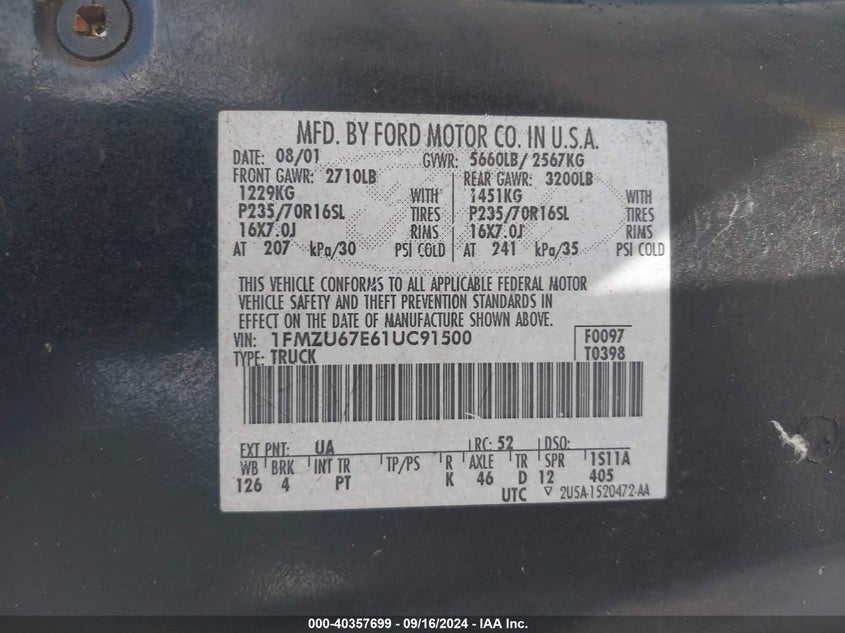 MFD. BY FORD MOTOR CO. IN U.S.A.
DATE: 08/01 GVWR: 5660LB/ 2567KG
FRONT GAWR: 2710LB REAR GAWR: 3200LB
1229KG WITH 1451KG WITH
P235/70R16SL TIRES P235/70R16SL TIRES
16X7.0J RIMS 16X7.0J RIMS
AT 207 kPa/30 PSI COLD AT 241 kPa/35 PSI COLD
THIS VEHICLE CONFORMS TO ALL APPLICABLE FEDERAL MOTOR
VEHICLE SAFETY AND THEFT PREVENTION STANDARDS IN
EFFECT ON THE DATE OF MANUFACTURE SHOWN ABOVE.
VIN: 1FMZU67E61UC91500 F0097
TYPE: TRUCK T0398
EXT PNT: UA RC: 52 DSO:
WB BRK INT TR TP/PS R AXLE TR SPR 1S11A
126 4 PT K 46 D 12 405
UTC ▽ 2U5A-1520472-AA
000-40357699 - 09/16/2024 - IAA Inc.